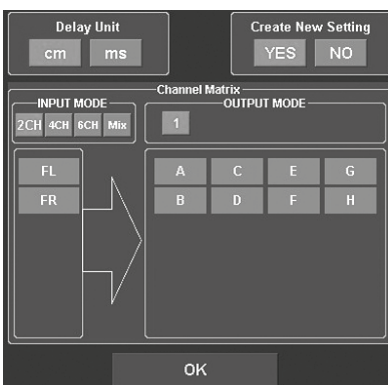 Delay Unit
cm ms
Create New Setting
YES NO
Channel Matrix
INPUT MODE
2CH 4CH 6CH Mix
OUTPUT MODE
1
FL
FR
A C E G
B D F H
OK